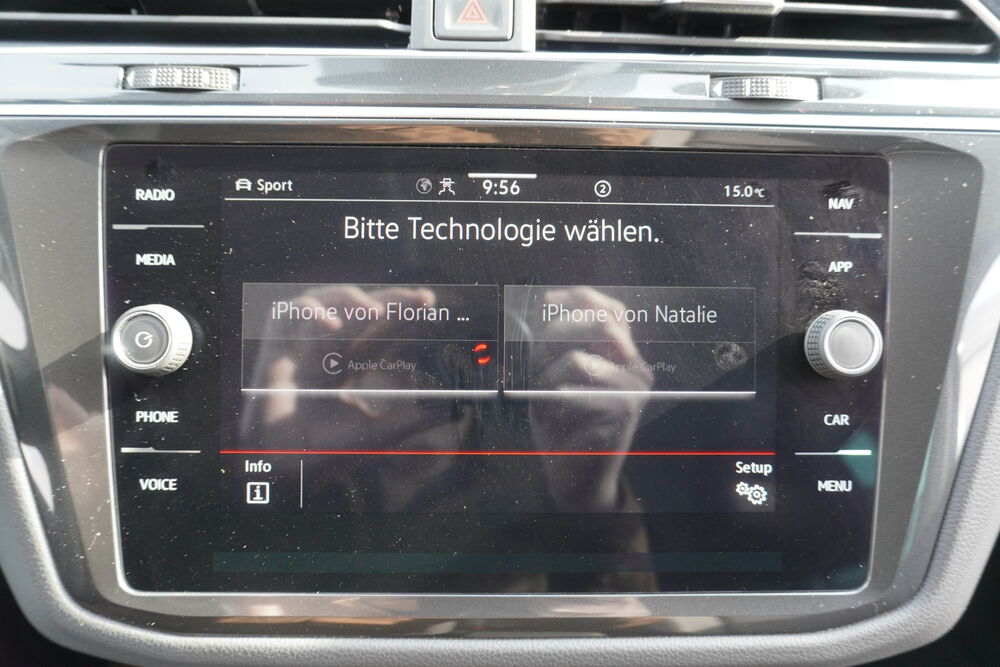 RADIO
MEDIA
PHONE
VOICE
Sport
9:56
2
15.0°C
Bitte Technologie wählen.
iPhone von Florian ...
Apple CarPlay
iPhone von Natalie
Apple CarPlay
Info
i
Setup
NAV
APP
CAR
MENU